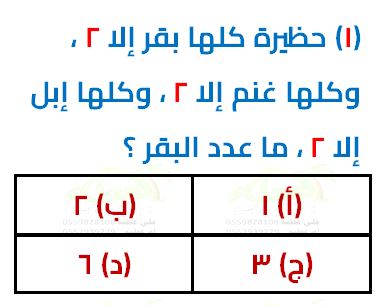 (١) حظيرة كلها بقر إلا ٢ ،
وكلها غنم إلا ٢ ، وكلها إبل
إلا ٢ ، ما عدد البقر ؟
(أ) ١
(ب) ٢
(ج) ٣
(د) ٦